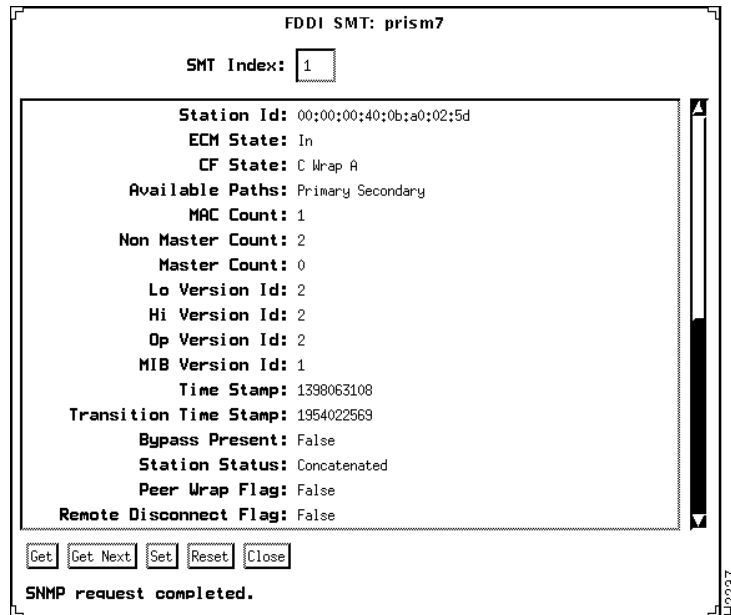 FDDI SMT: prism7
SMT Index: 1
Station Id: 00:00:00:40:0b:a0:02:5d
ECM State: In
CF State: C Wrap A
Available Paths: Primary Secondary
MAC Count: 1
Non Master Count: 2
Master Count: 0
Lo Version Id: 2
Hi Version Id: 2
Op Version Id: 2
MIB Version Id: 1
Time Stamp: 1398063108
Transition Time Stamp: 1954022569
Bypass Present: False
Station Status: Concatenated
Peer Wrap Flag: False
Remote Disconnect Flag: False
Get Get Next Set Reset Close
SNMP request completed.
H2297